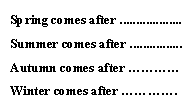 Spring comes after ...................
Summer comes after ................
Autumn comes after …………
Winter comes after ………….